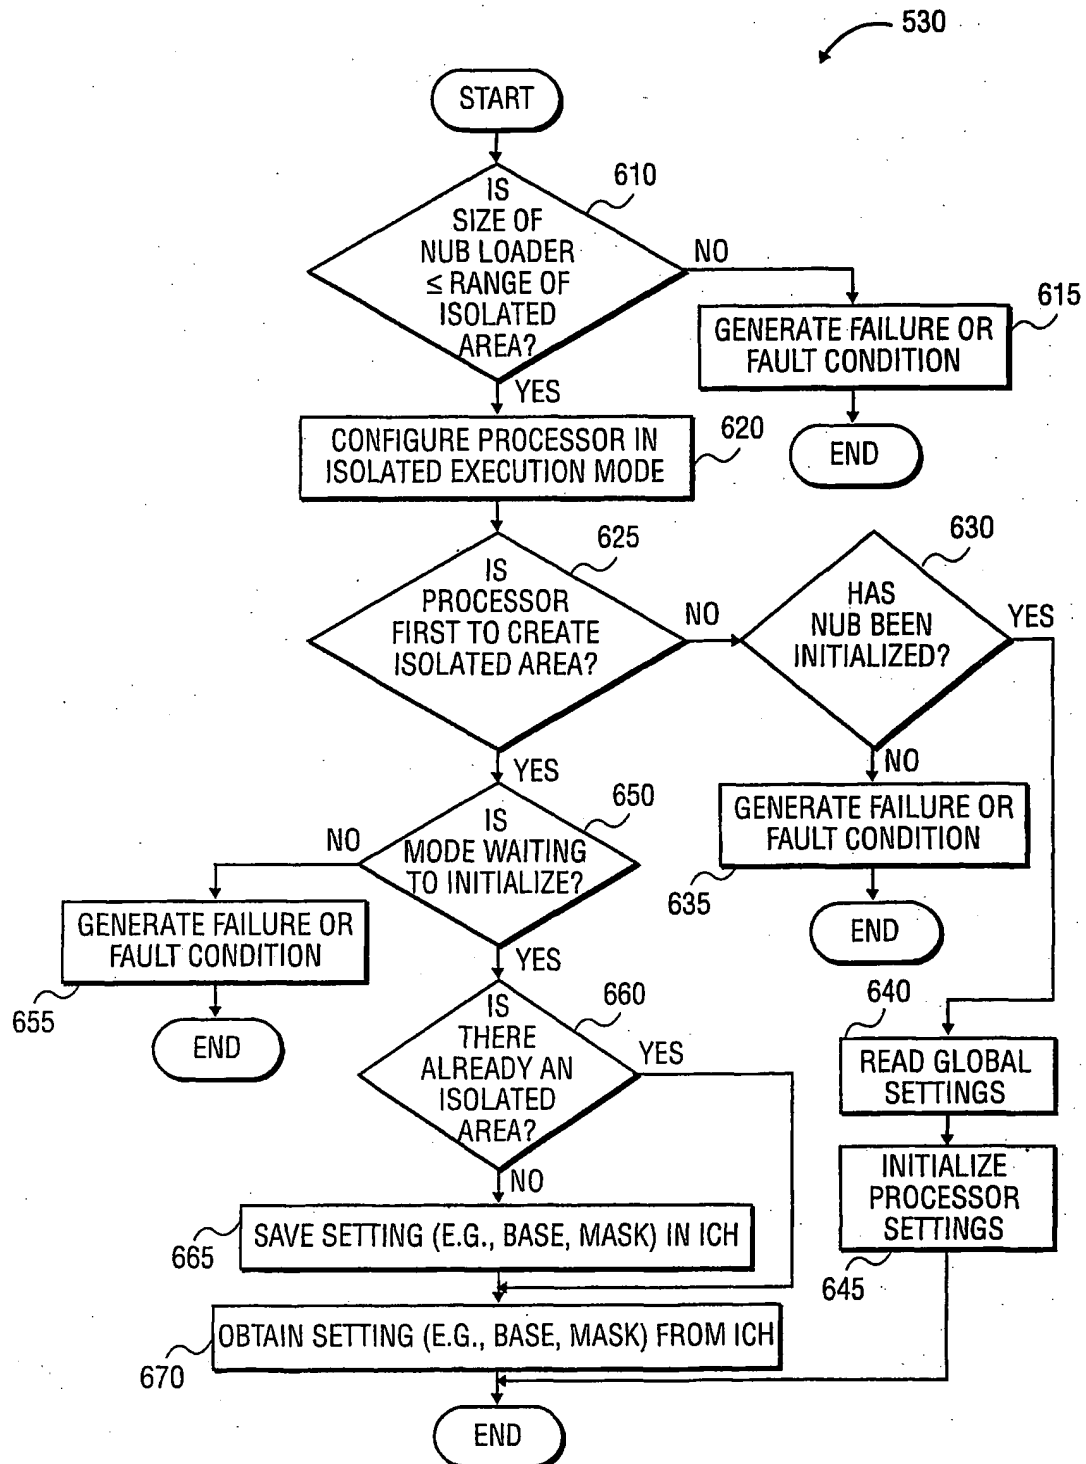 530
START
IS
SIZE OF
NUB LOADER
≤ RANGE OF
ISOLATED
AREA?
610
NO
YES
GENERATE FAILURE OR
FAULT CONDITION
615
END
CONFIGURE PROCESSOR IN
ISOLATED EXECUTION MODE
620
IS
PROCESSOR
FIRST TO CREATE
ISOLATED AREA?
625
NO
YES
HAS
NUB BEEN
INITIALIZED?
630
YES
NO
GENERATE FAILURE OR
FAULT CONDITION
635
END
IS
MODE WAITING
TO INITIALIZE?
650
NO
YES
GENERATE FAILURE OR
FAULT CONDITION
655
END
IS
THERE
ALREADY AN
ISOLATED
AREA?
660
YES
NO
640
READ GLOBAL
SETTINGS
INITIALIZE
PROCESSOR
SETTINGS
645
SAVE SETTING (E.G., BASE, MASK) IN ICH
665
OBTAIN SETTING (E.G., BASE, MASK) FROM ICH
670
END